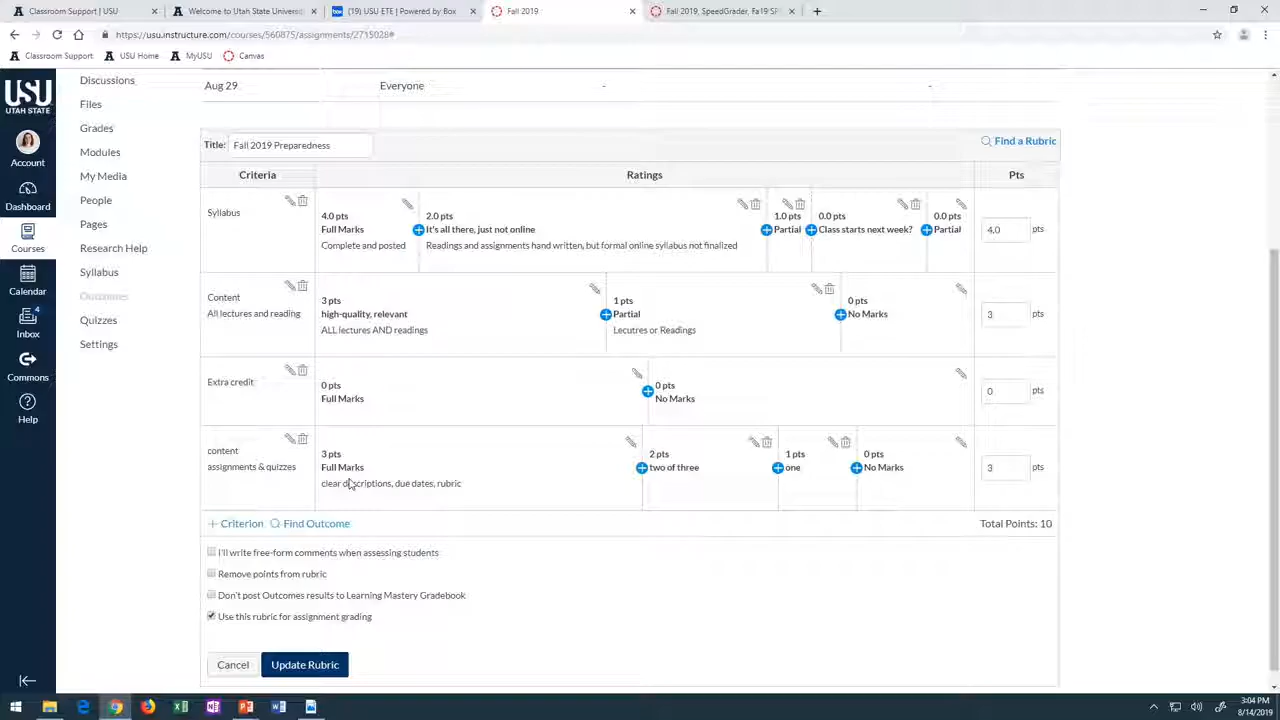 Classroom Support | USU
Welcome to Utah State Universi
(19) USU ETE | Powered by Box
Fall 2019
Fall 2019, SpeedGrader, Fa19 SP
https://usu.instructure.com/courses/560875/assignments/2715028#
Classroom Support
USU Home
MyUSU
Canvas
USU
UTAH STATE
Account
Dashboard
Courses
Calendar
4
Inbox
Commons
Help
Discussions
Files
Grades
Modules
My Media
People
Pages
Research Help
Syllabus
Outcomes
Quizzes
Settings
Aug 29 Everyone - -
Title: Fall 2019 Preparedness
Find a Rubric
Criteria Ratings Pts
Syllabus
4.0 pts
Full Marks
Complete and posted
2.0 pts
It's all there, just not online
Readings and assignments hand written, but formal online syllabus not finalized
1.0 pts
Partial
0.0 pts
Class starts next week?
0.0 pts
Partial
4.0 pts
Content
All lectures and reading
3 pts
high-quality, relevant
ALL lectures AND readings
1 pts
Partial
Lecutres or Readings
0 pts
No Marks
3 pts
Extra credit
0 pts
Full Marks
0 pts
No Marks
0 pts
content
assignments & quizzes
3 pts
Full Marks
clear descriptions, due dates, rubric
2 pts
two of three
1 pts
one
0 pts
No Marks
3 pts
+ Criterion Find Outcome
Total Points: 10
I'll write free-form comments when assessing students
Remove points from rubric
Don't post Outcomes results to Learning Mastery Gradebook
Use this rubric for assignment grading
Cancel Update Rubric
3:04 PM
8/14/2019